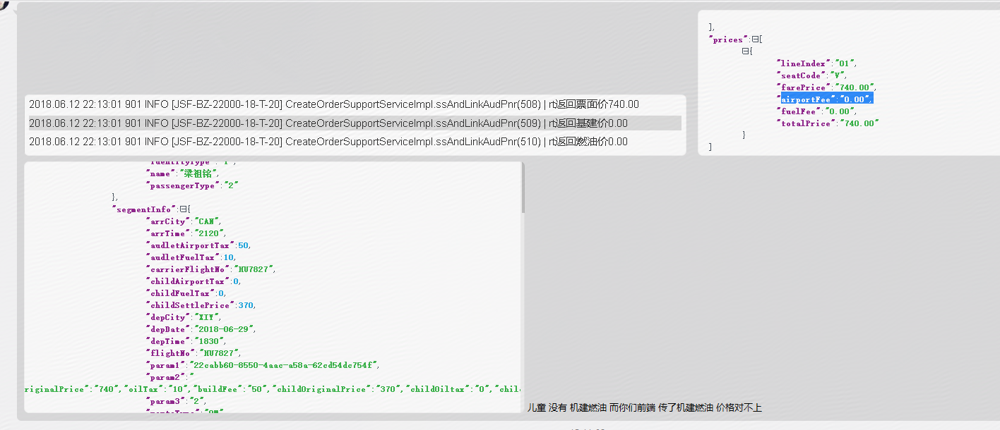 ],
"prices":[
{
"lineIndex":"01",
"seatCode":"V",
"farePrice":"740.00",
"airportFee":"0.00",
"fuelFee":"0.00",
"totalPrice":"740.00"
}
]
2018.06.12 22:13:01 901 INFO [JSF-BZ-22000-18-T-20] CreateOrderSupportServiceImpl.ssAndLinkAudPnr(508) | rt返回票面价740.00
2018.06.12 22:13:01 901 INFO [JSF-BZ-22000-18-T-20] CreateOrderSupportServiceImpl.ssAndLinkAudPnr(509) | rt返回基建价0.00
2018.06.12 22:13:01 901 INFO [JSF-BZ-22000-18-T-20] CreateOrderSupportServiceImpl.ssAndLinkAudPnr(510) | rt返回燃油价0.00
"name":"梁祖铭",
"passengerType":"2"
},
"segmentInfo":{
"arrCity":"CAN",
"arrTime":"2120",
"audletAirportTax":50,
"audletFuelTax":10,
"carrierFlightNo":"HU7827",
"childAirportTax":0,
"childFuelTax":0,
"childSettlePrice":370,
"depCity":"XIY",
"depDate":"2018-06-29",
"depTime":"1830",
"flightNo":"HU7827",
"param1":"22cabb60-8550-4aac-a58a-62cd54dc754f",
"param2":"
riginalPrice":"740","oilTax":"10","buildFee":"50","childOriginalPrice":"370","childOiltax":"0","chil
"param3":"2",
儿童 没有 机建燃油 而你们前端 传了机建燃油 价格对不上